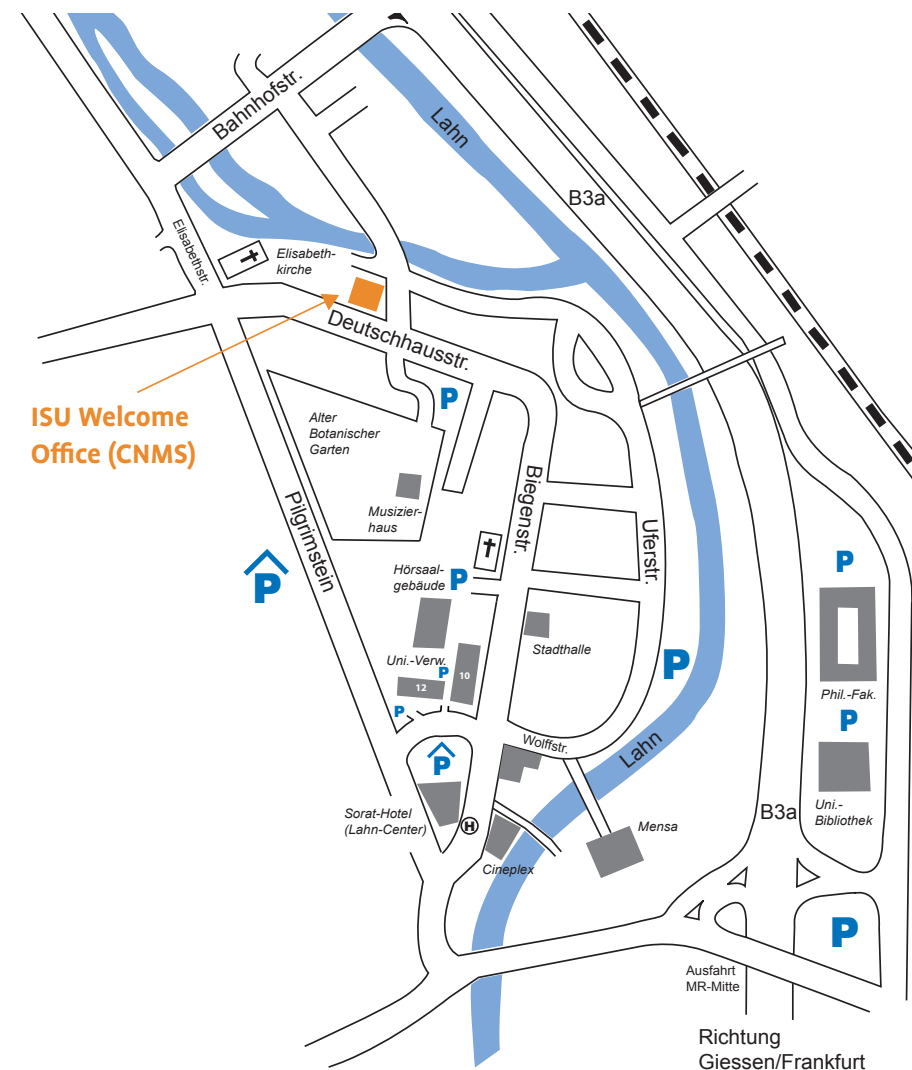 Bahnhofstr.
Lahn
B3a
Elisabethstr.
Elisabeth-
kirche
Deutschhausstr.
ISU Welcome
Office (CNMS)
P
Alter
Botanischer
Garten
Musizier-
haus
Biegenstr.
Pilgrimstein
Uferstr.
P
Hörsaal-
gebäude
P
P
Stadthalle
Uni.-Verw.
P
10
12
P
P
Phil.-Fak.
P
Wolffstr.
Lahn
P
Sorat-Hotel
(Lahn-Center)
H
Mensa
B3a
Uni.-
Bibliothek
Cineplex
P
Ausfahrt
MR-Mitte
Richtung
Giessen/Frankfurt